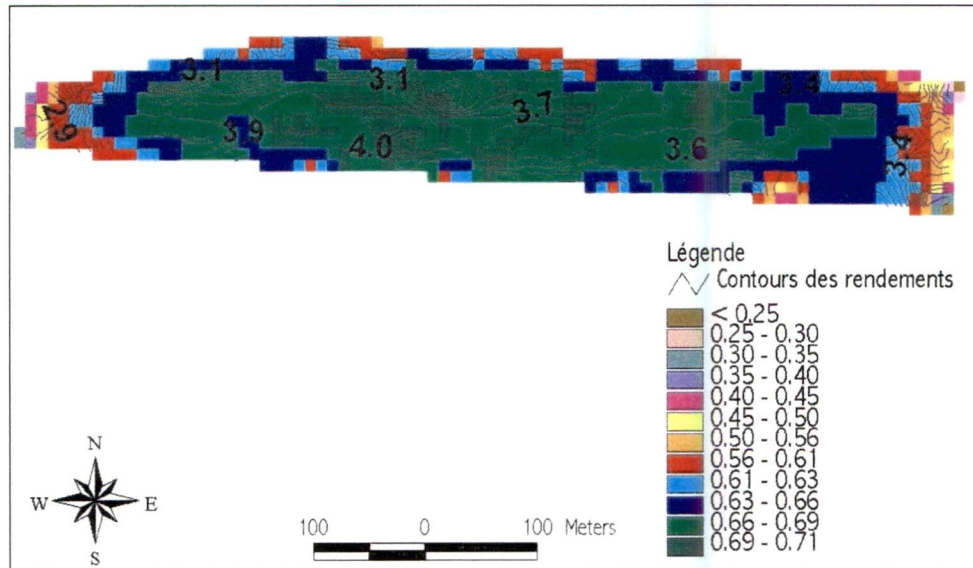 3.1
3.1
3.4
2.9
3.7
3.9
4.0
3.6
3.4
Légende
Contours des rendements
< 0.25
0.25 - 0.30
0.30 - 0.35
0.35 - 0.40
0.40 - 0.45
0.45 - 0.50
0.50 - 0.56
0.56 - 0.61
0.61 - 0.63
0.63 - 0.66
0.66 - 0.69
0.69 - 0.71
N
W E
S
100 0 100 Meters